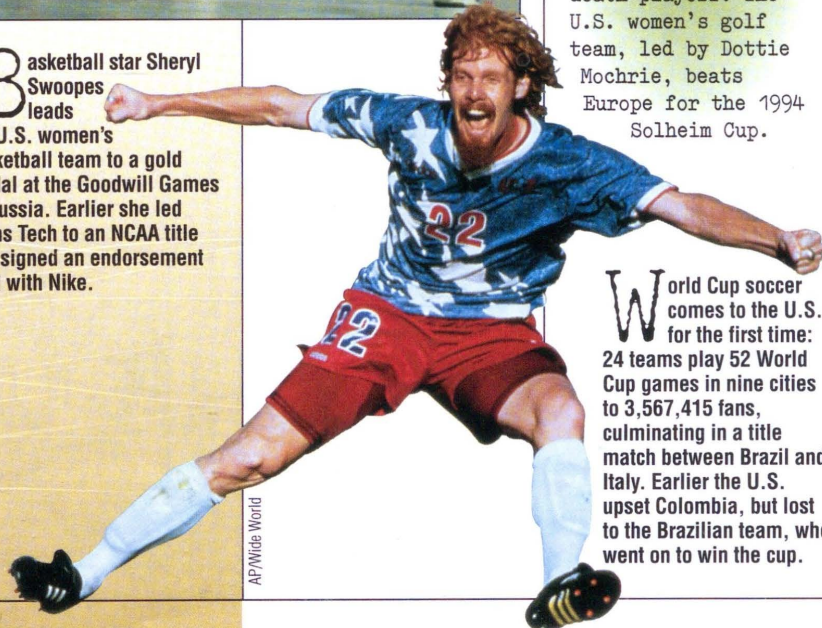 asketball star Sheryl
Swoopes
leads
U.S. women's
ketball team to a gold
al at the Goodwill Games
ussia. Earlier she led
s Tech to an NCAA title
signed an endorsement
with Nike.
U.S. women's golf
team, led by Dottie
Mochrie, beats
Europe for the 1994
Solheim Cup.
22
22
World Cup soccer
comes to the U.S.
for the first time:
24 teams play 52 World
Cup games in nine cities
to 3,567,415 fans,
culminating in a title
match between Brazil and
Italy. Earlier the U.S.
upset Colombia, but lost
to the Brazilian team, wh
went on to win the cup.
AP/Wide World